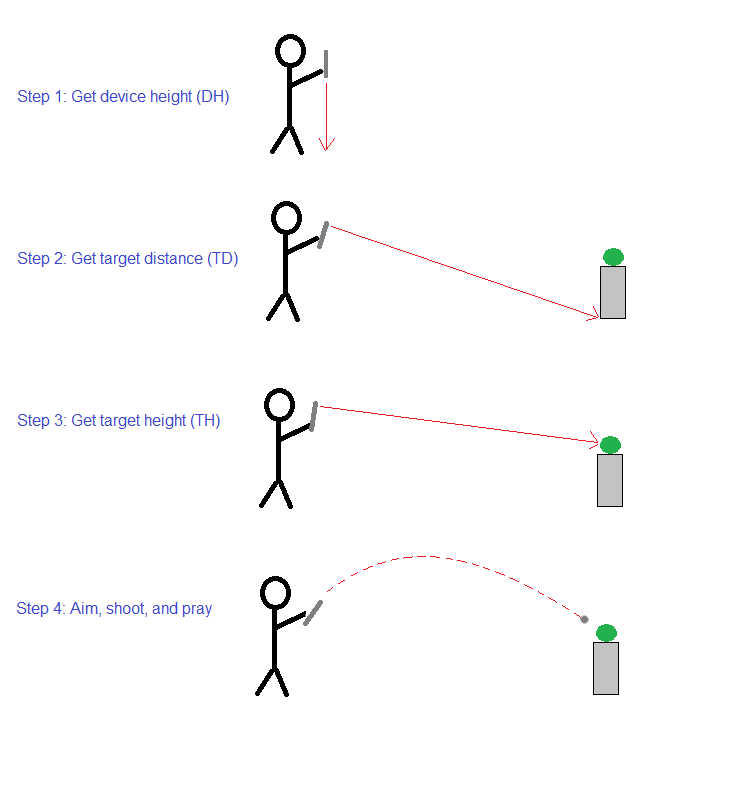 Step 1: Get device height (DH)
Step 2: Get target distance (TD)
Step 3: Get target height (TH)
Step 4: Aim, shoot, and pray